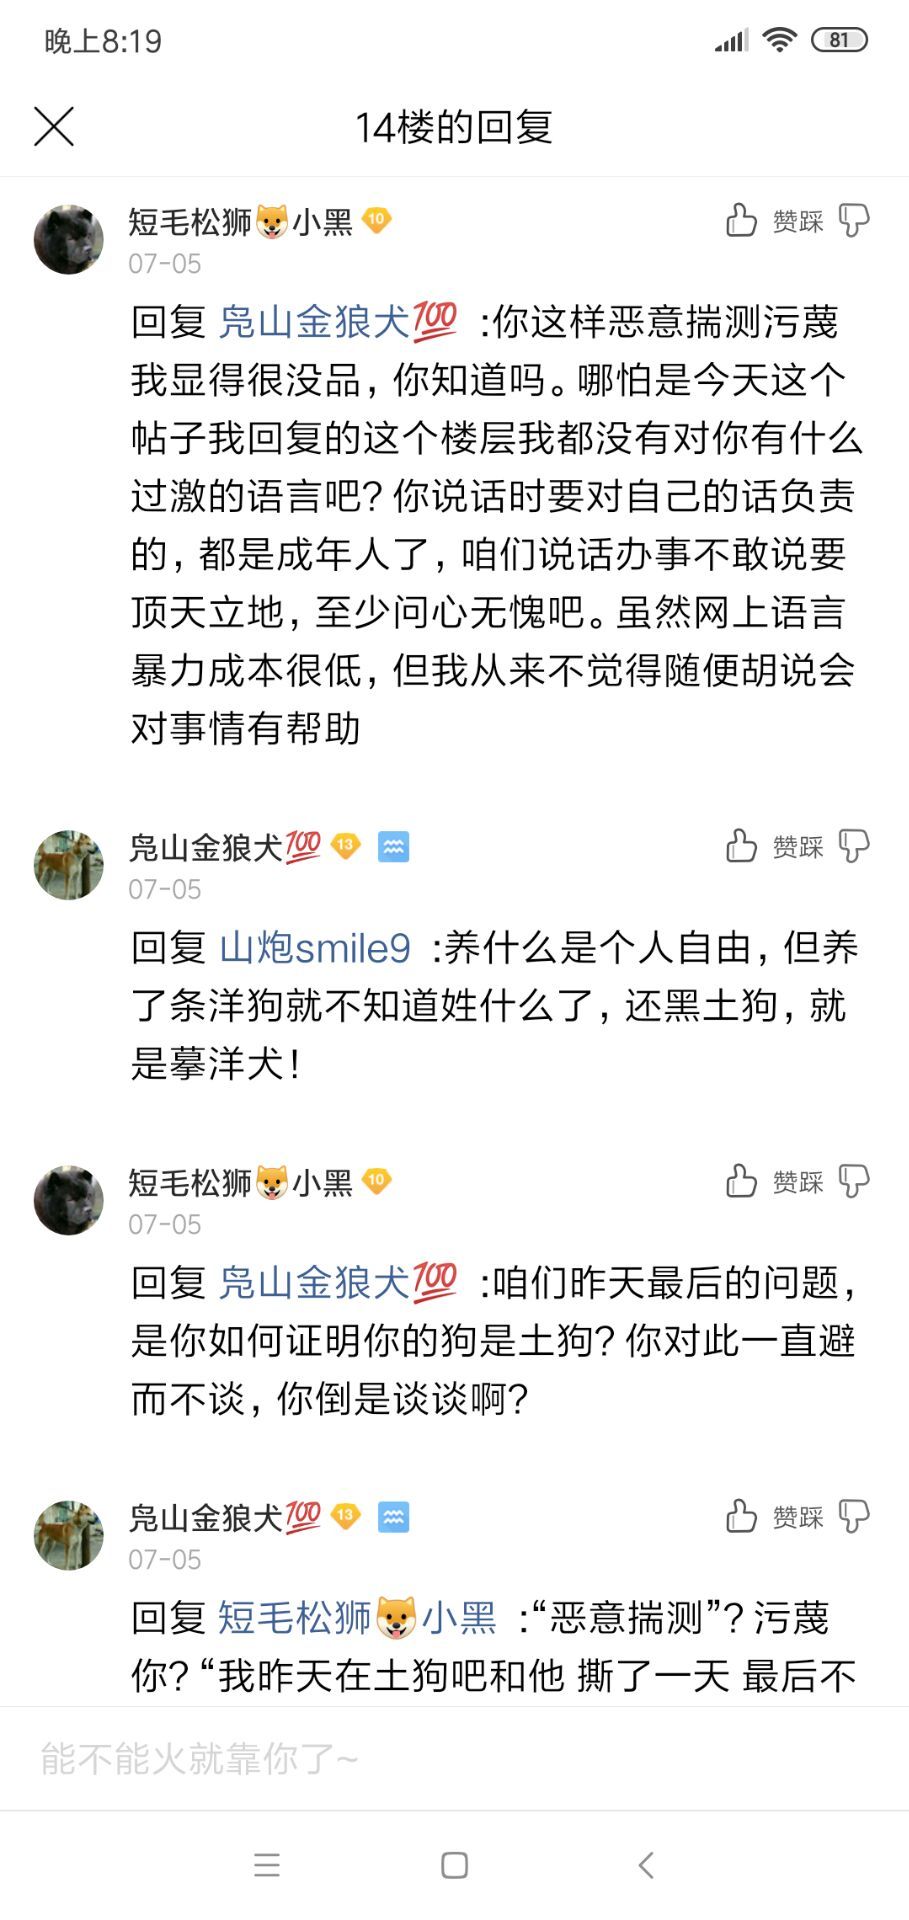 晚上8:19
81
14楼的回复
短毛松狮小黑 10
赞踩
07-05
回复 凫山金狼犬💯 :你这样恶意揣测污蔑
我显得很没品，你知道吗。哪怕是今天这个
帖子我回复的这个楼层我都没有对你有什么
过激的语言吧？你说话时要对自己的话负责
的，都是成年人了，咱们说话办事不敢说要
顶天立地，至少问心无愧吧。虽然网上语言
暴力成本很低，但我从来不觉得随便胡说会
对事情有帮助
凫山金狼犬💯 13
赞踩
07-05
回复 山炮smile9 :养什么是个人自由，但养
了条洋狗就不知道姓什么了，还黑土狗，就
是摹洋犬！
短毛松狮小黑 10
赞踩
07-05
回复 凫山金狼犬💯 :咱们昨天最后的问题，
是你如何证明你的狗是土狗？你对此一直避
而不谈，你倒是谈谈啊？
凫山金狼犬💯 13
赞踩
07-05
回复 短毛松狮小黑 :“恶意揣测”？污蔑
你？“我昨天在土狗吧和他 撕了一天 最后不
能不能火就靠你了~